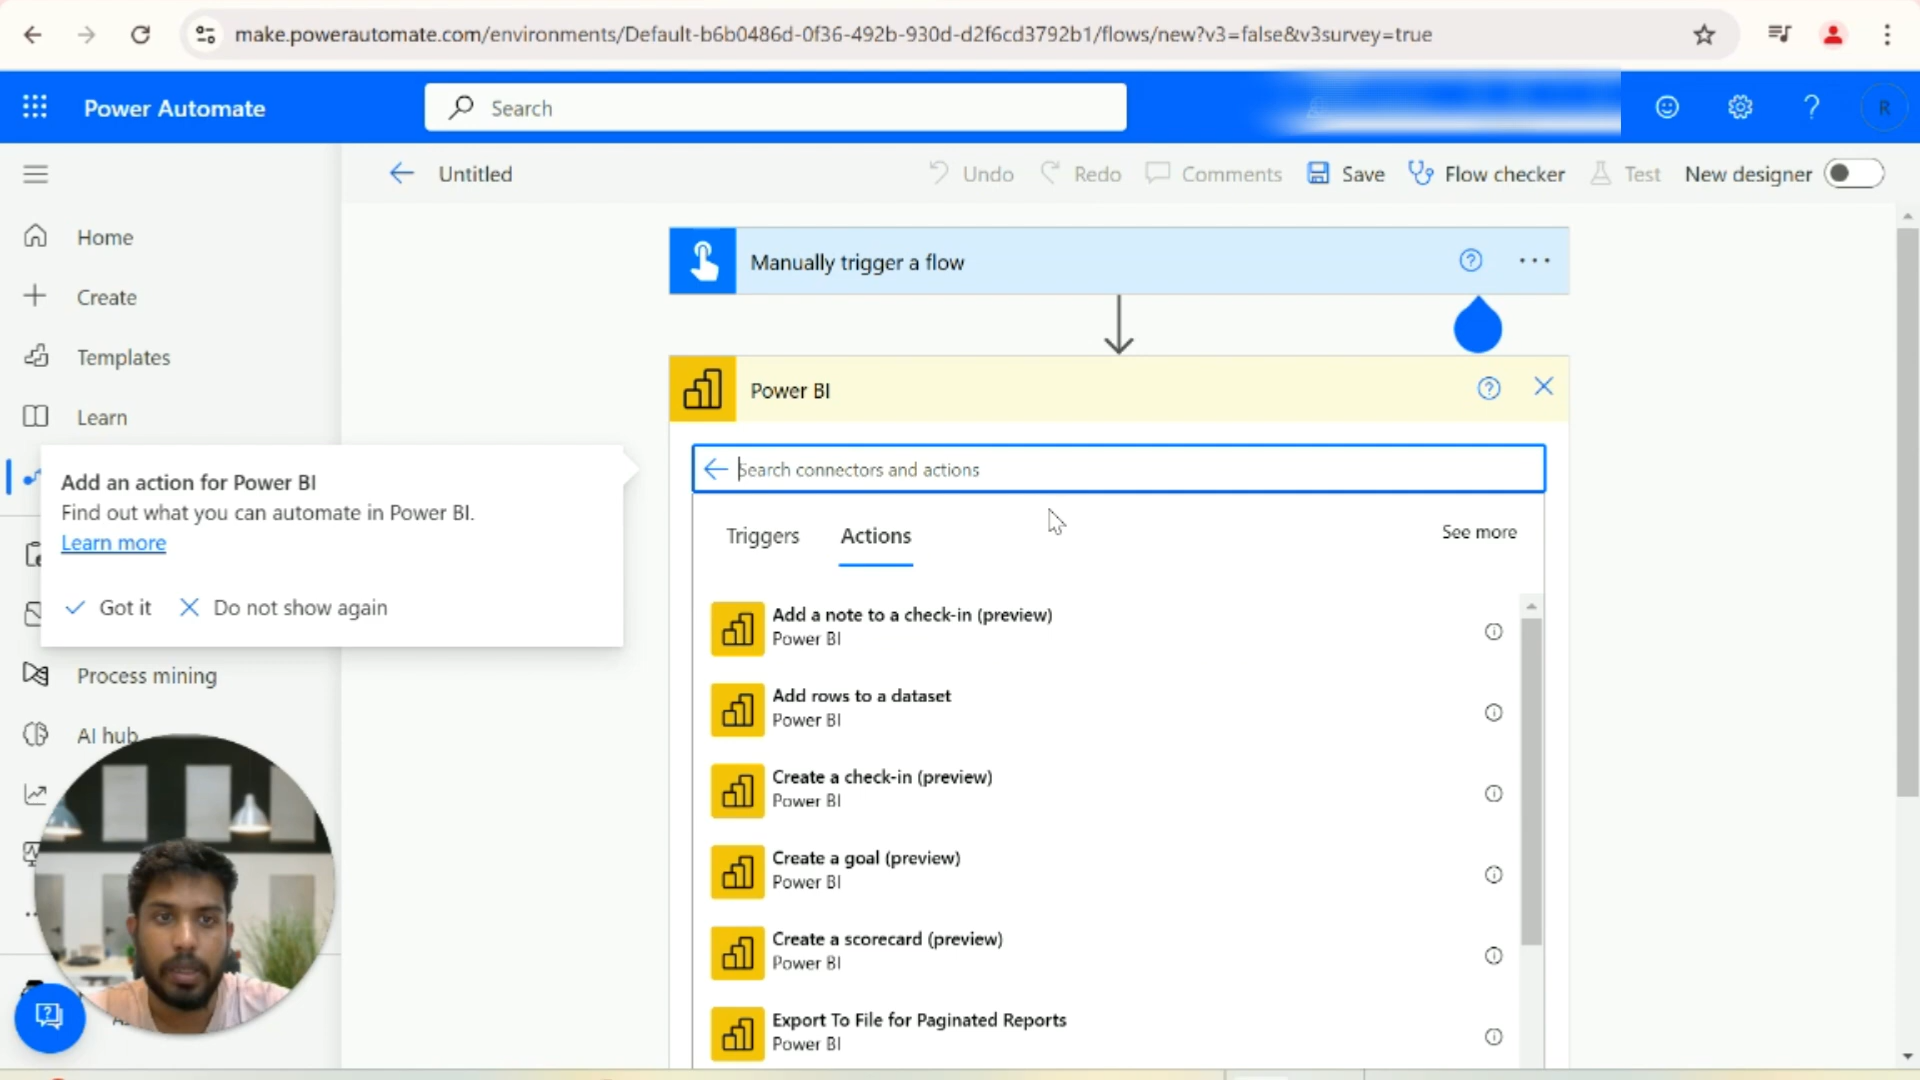 make.powerautomate.com/environments/Default-b6b0486d-0f36-492b-930d-d2f6cd3792b1/flows/new?v3=false&v3survey=true
Power Automate
Search
R
Untitled
Undo
Redo
Comments
Save
Flow checker
Test
New designer
Home
Create
Templates
Learn
Add an action for Power BI
Find out what you can automate in Power BI.
Learn more
Got it
Do not show again
Process mining
AI hub
Manually trigger a flow
Power BI
Search connectors and actions
Triggers
Actions
See more
Add a note to a check-in (preview)
Power BI
Add rows to a dataset
Power BI
Create a check-in (preview)
Power BI
Create a goal (preview)
Power BI
Create a scorecard (preview)
Power BI
Export To File for Paginated Reports
Power BI